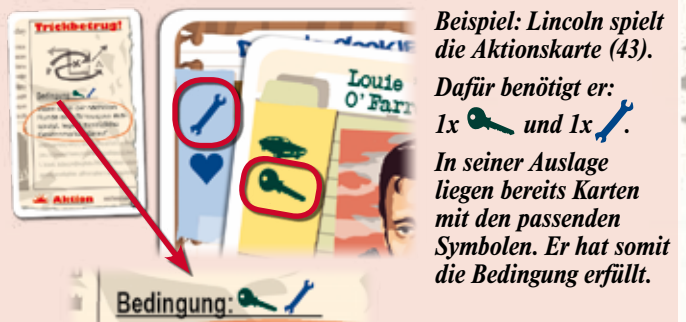 Trickbetrug!
Bedingung:
Aktion
Louie
O'Farr
Bedingung:
Beispiel: Lincoln spielt
die Aktionskarte (43).
Dafür benötigt er:
1x und 1x .
In seiner Auslage
liegen bereits Karten
mit den passenden
Symbolen. Er hat somit
die Bedingung erfüllt.